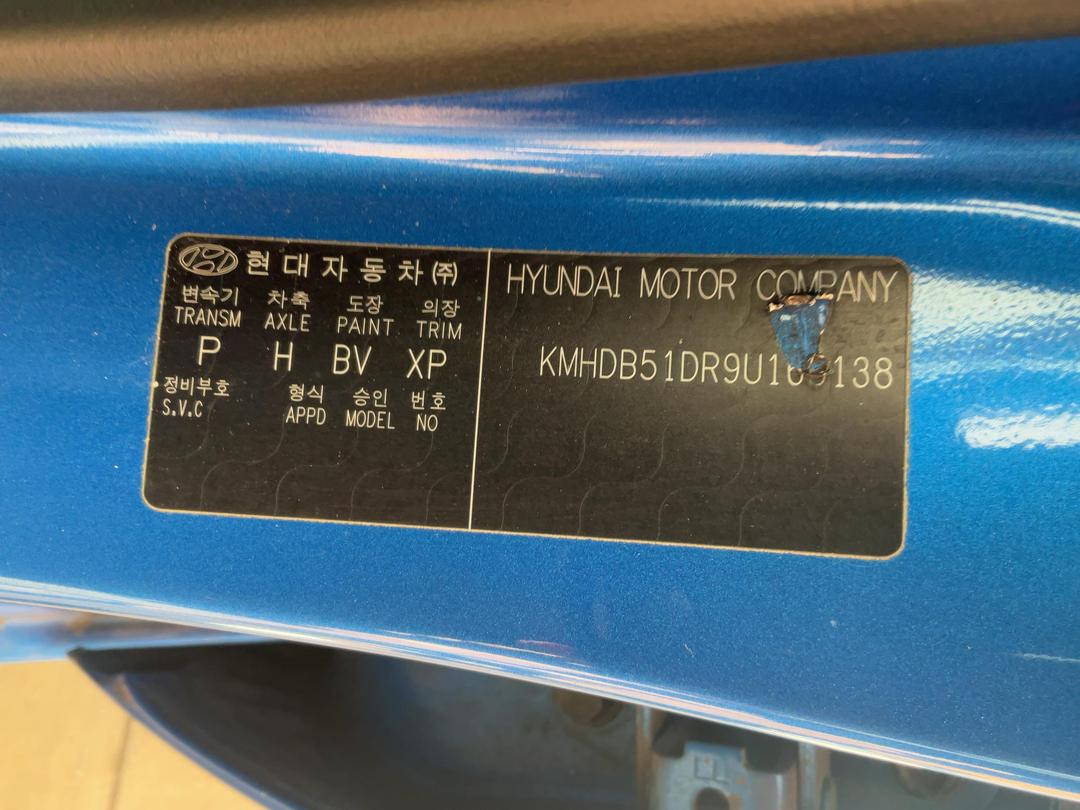 현대자동차(주)
변속기 차축 도장 의장
TRANSM AXLE PAINT TRIM
P H BV XP
정비부호 형식 승인 번호
S.V.C APPD MODEL NO
HYUNDAI MOTOR COMPANY